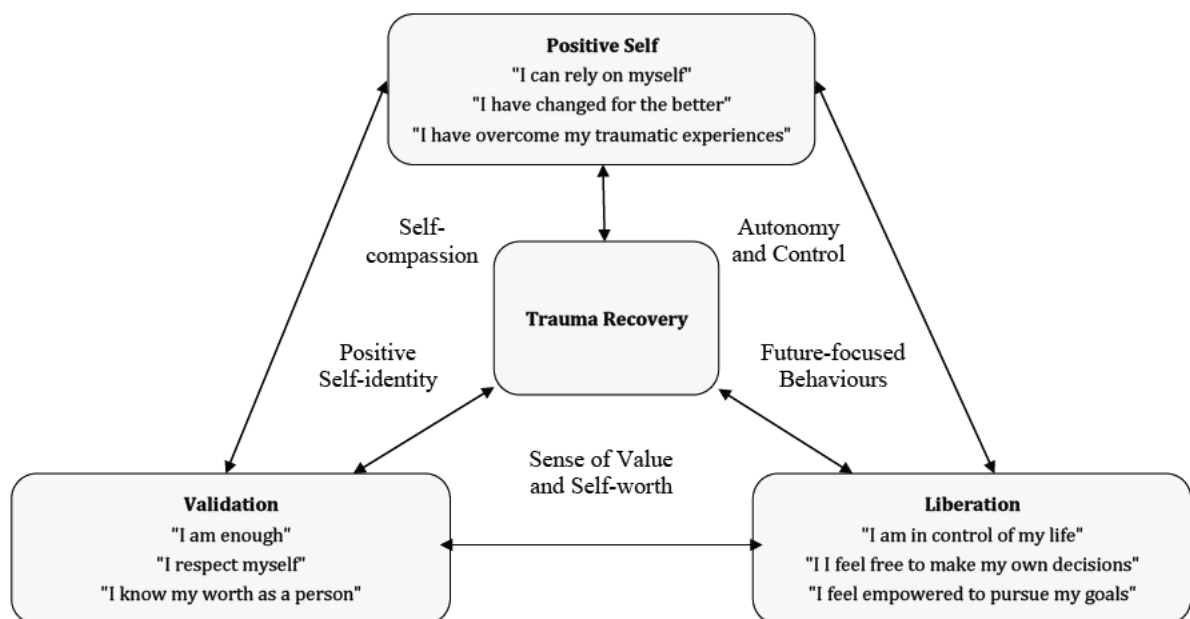 Positive Self
"I can rely on myself"
"I have changed for the better"
"I have overcome my traumatic experiences"
Self-
compassion
Autonomy
and Control
Trauma Recovery
Positive
Self-identity
Future-focused
Behaviours
Sense of Value
and Self-worth
Validation
"I am enough"
"I respect myself"
"I know my worth as a person"
Liberation
"I am in control of my life"
"I I feel free to make my own decisions"
"I feel empowered to pursue my goals"